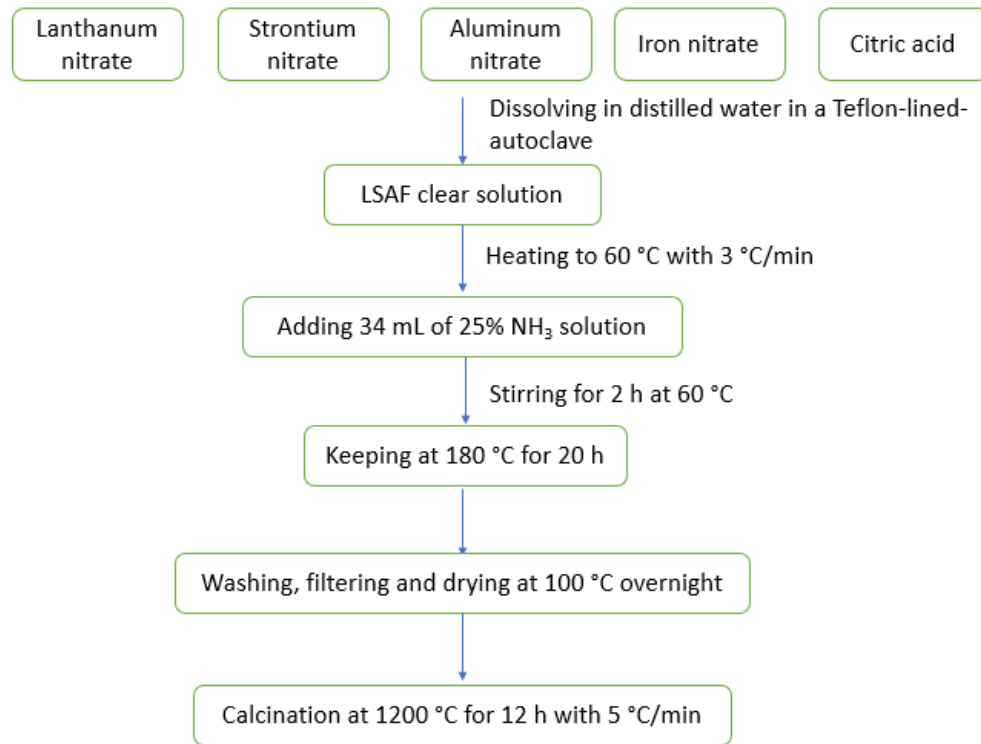 Lanthanum
nitrate
Strontium
nitrate
Aluminum
nitrate
Iron nitrate
Citric acid
Dissolving in distilled water in a Teflon-lined-
autoclave
LSAF clear solution
Heating to 60 °C with 3 °C/min
Adding 34 mL of 25% NH₃ solution
Stirring for 2 h at 60 °C
Keeping at 180 °C for 20 h
Washing, filtering and drying at 100 °C overnight
Calcination at 1200 °C for 12 h with 5 °C/min